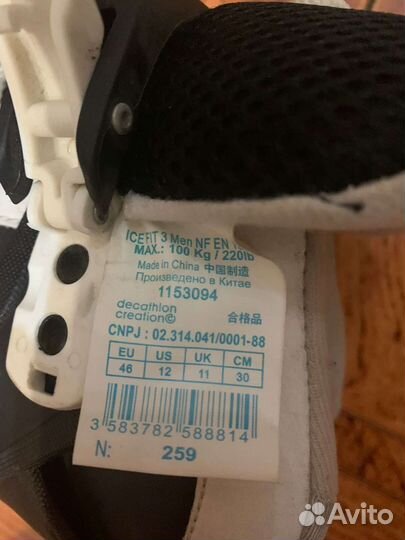 ICEFIT 3 Men NF EN
MAX.: 100 Kg / 220lb
Made in China 中国制造
Произведено в Китае
1153094
decathlon
creation©
合格品
CNPJ : 02.314.041/0001-88
EU US UK CM
46 12 11 30
3 583782 588814
N: 259
Avito